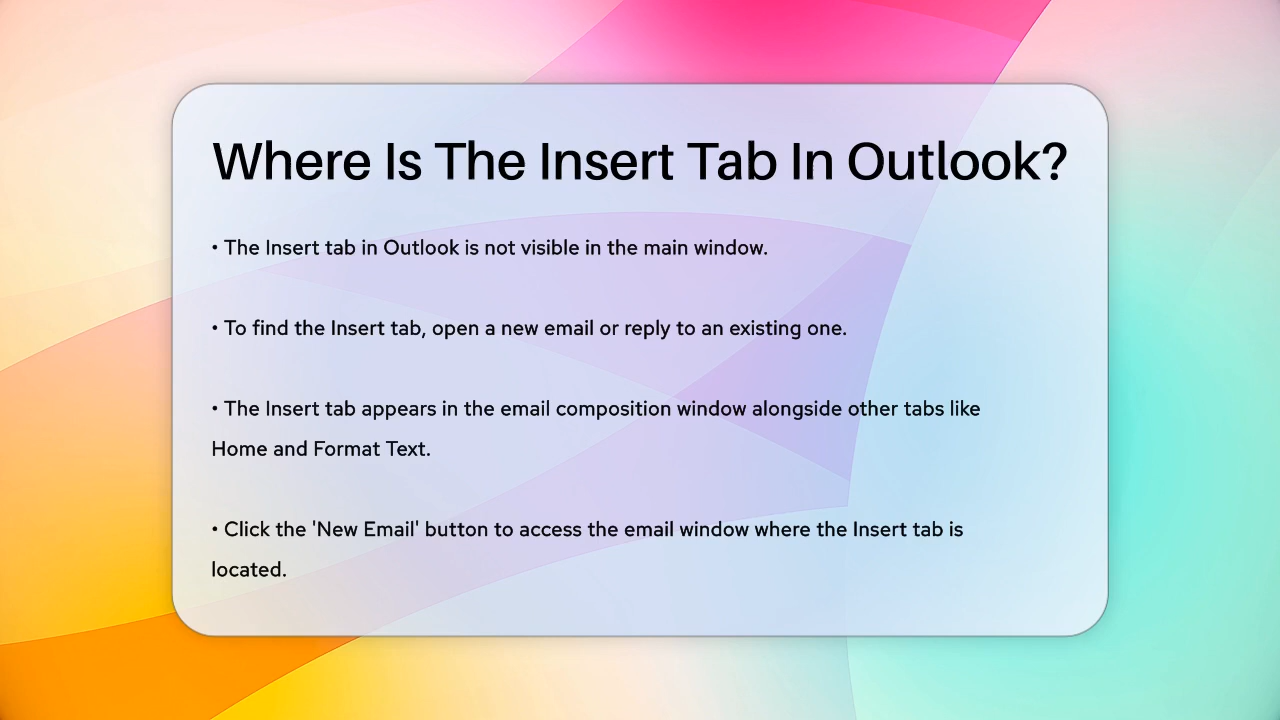 Where Is The Insert Tab In Outlook?
• The Insert tab in Outlook is not visible in the main window.
• To find the Insert tab, open a new email or reply to an existing one.
• The Insert tab appears in the email composition window alongside other tabs like
Home and Format Text.
• Click the 'New Email' button to access the email window where the Insert tab is
located.